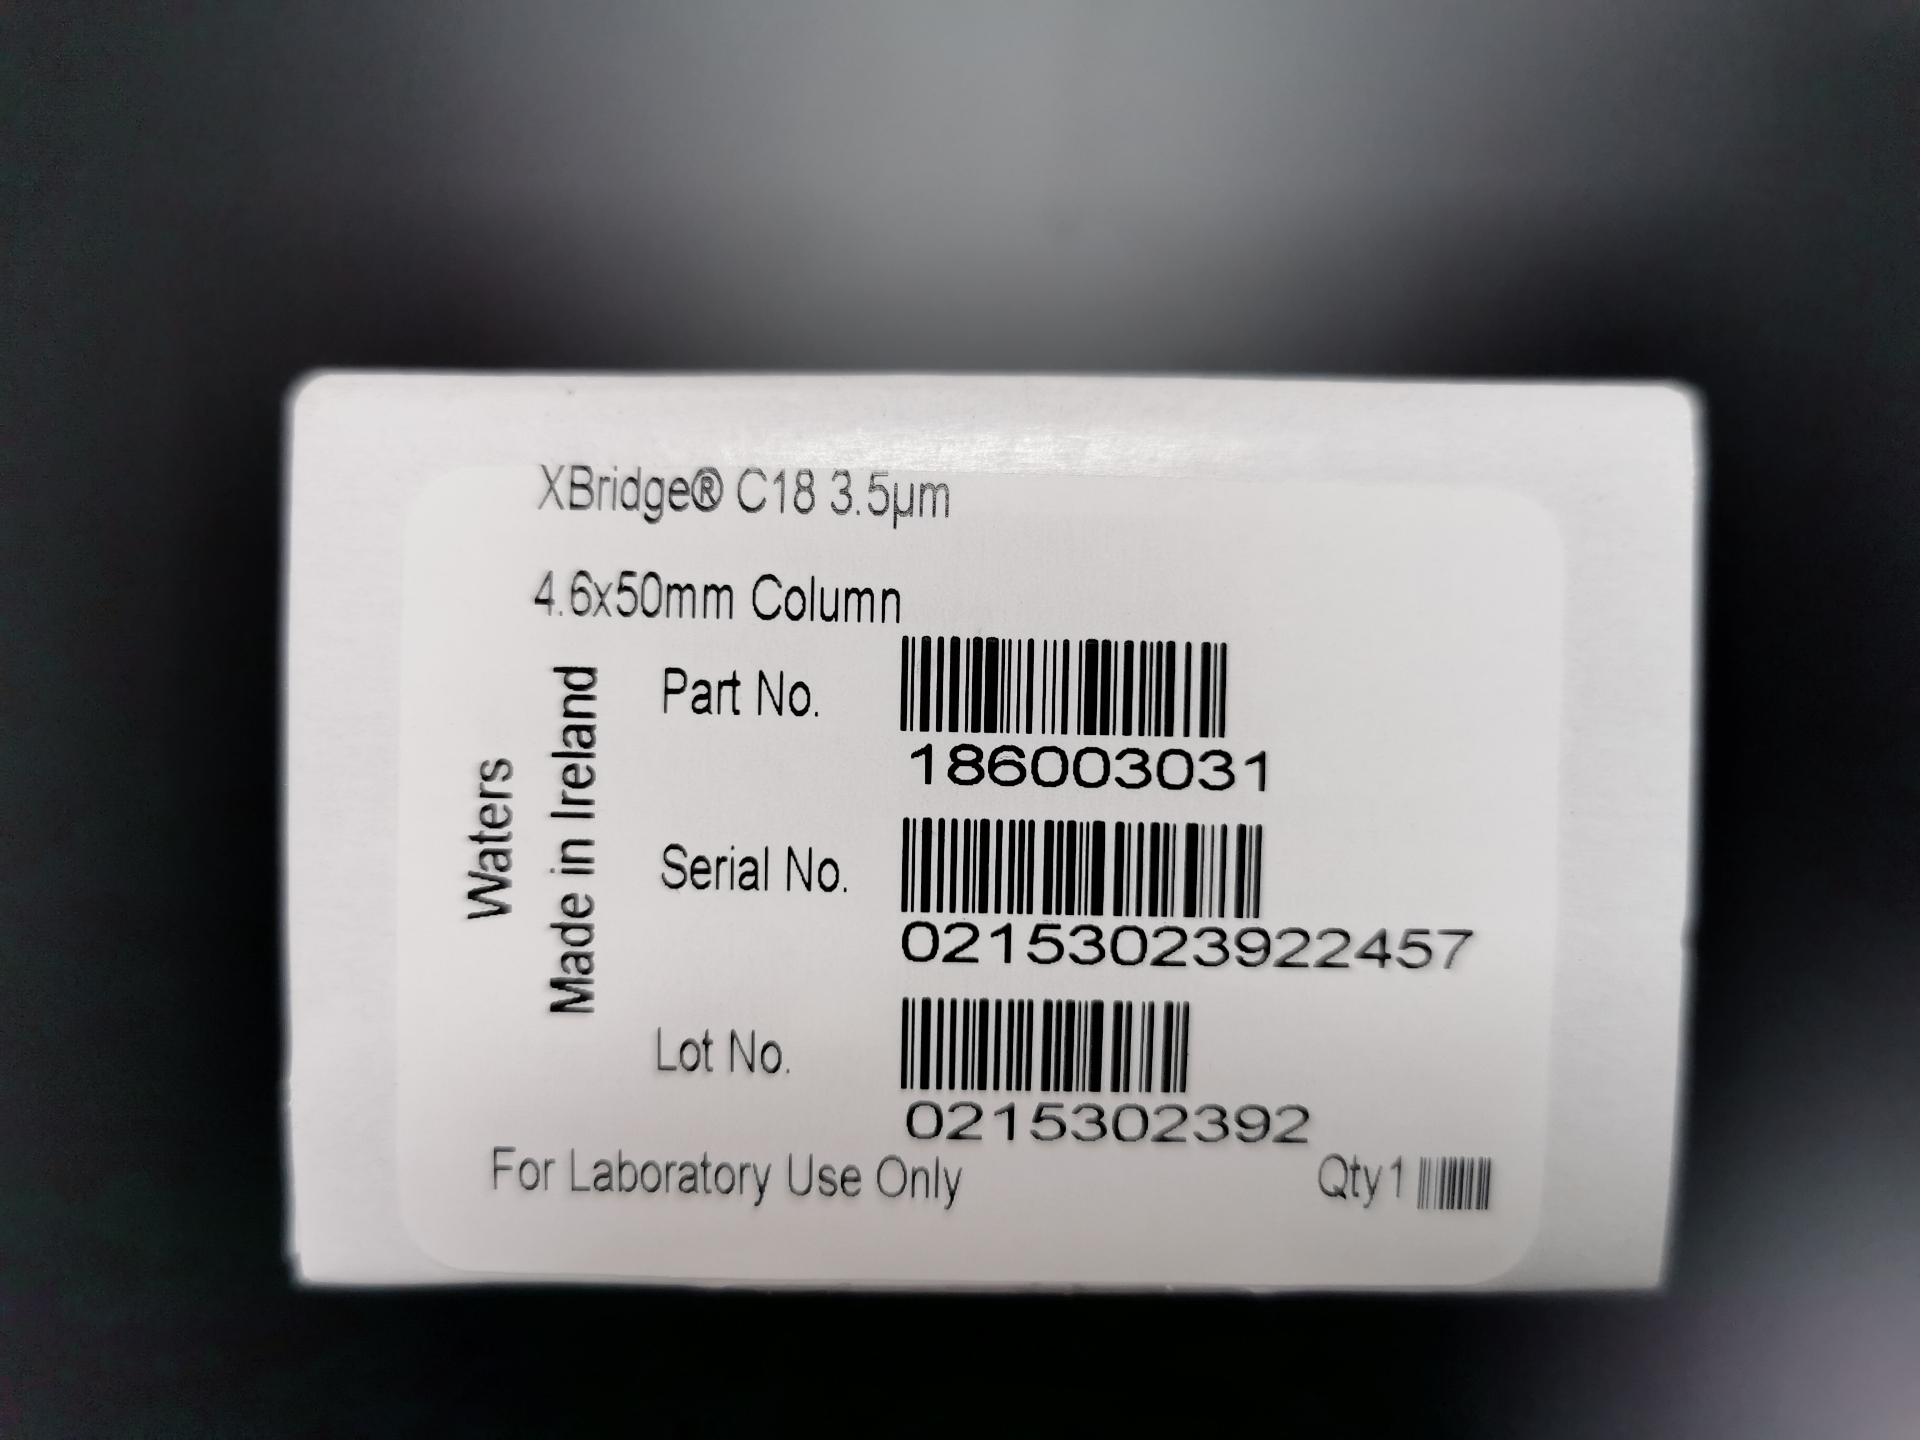 XBridge® C18 3.5µm
4.6x50mm Column
Waters
Made in Ireland
Part No.
186003031
Serial No.
02153023922457
Lot No.
0215302392
For Laboratory Use Only
Qty 1